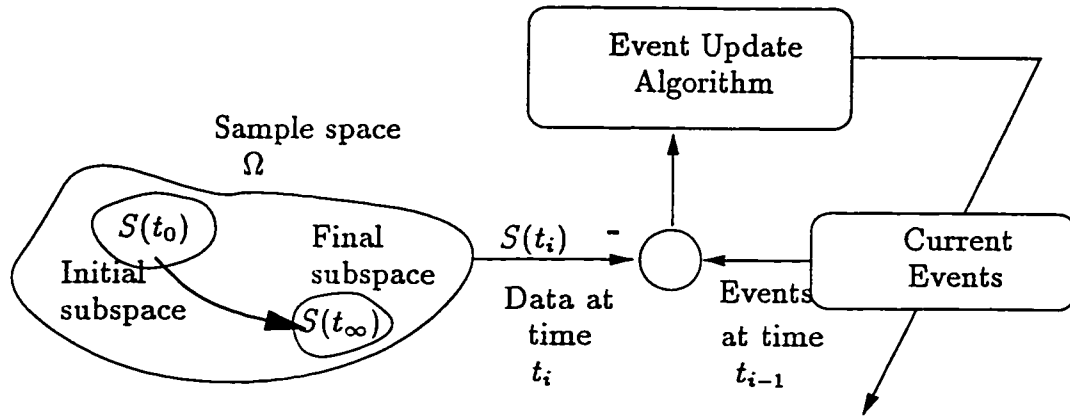 Event Update
Algorithm
Sample space
Ω
S(t₀)
Initial
subspace
Final
subspace
S(t∞)
S(tᵢ)
-
Data at
time
tᵢ
Events
at time
tᵢ₋₁
Current
Events